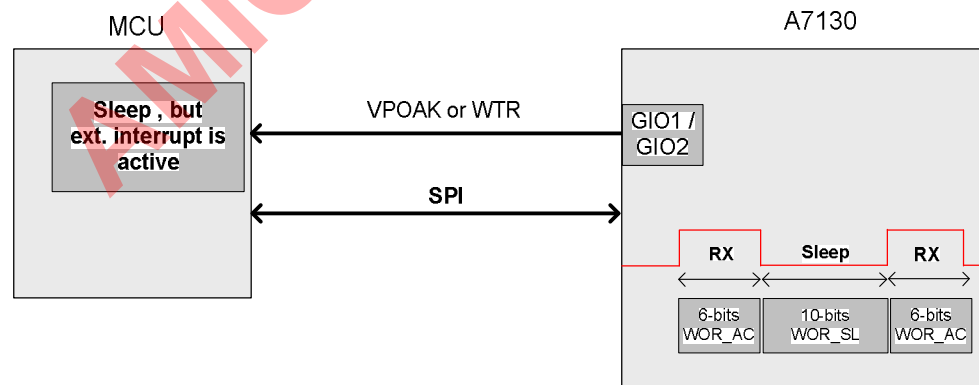 MCU
A7130
Sleep , but
ext. interrupt is
active
VPOAK or WTR
GIO1 /
GIO2
SPI
RX
Sleep
RX
6-bits
WOR_AC
10-bits
WOR_SL
6-bits
WOR_AC
AMIC